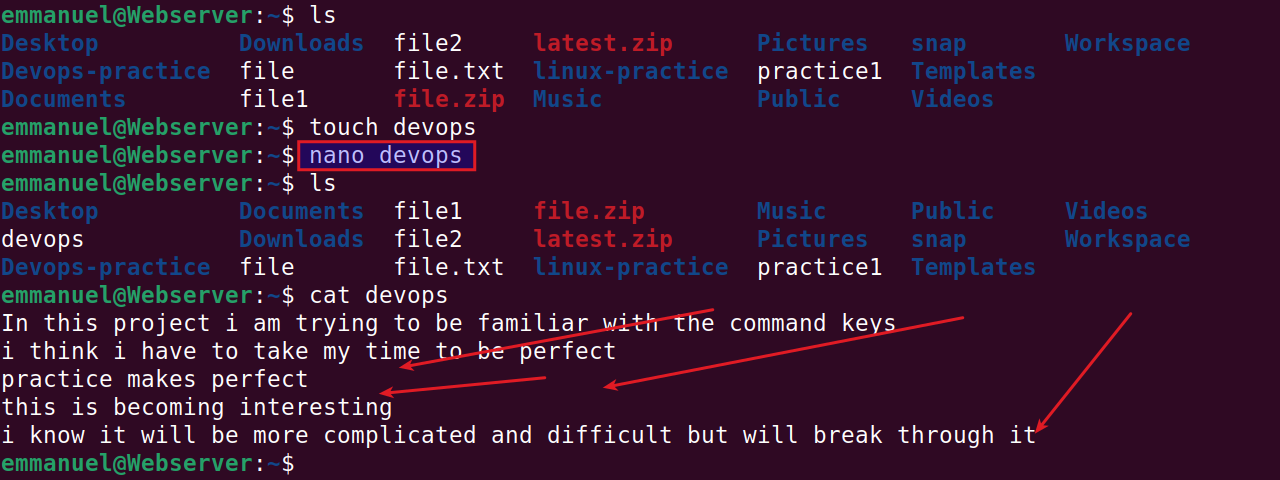 emmanuel@Webserver:~$ ls
Desktop Downloads file2 latest.zip Pictures snap Workspace
Devops-practice file file.txt linux-practice practice1 Templates
Documents file1 file.zip Music Public Videos
emmanuel@Webserver:~$ touch devops
emmanuel@Webserver:~$ nano devops
emmanuel@Webserver:~$ ls
Desktop Documents file1 file.zip Music Public Videos
devops Downloads file2 latest.zip Pictures snap Workspace
Devops-practice file file.txt linux-practice practice1 Templates
emmanuel@Webserver:~$ cat devops
In this project i am trying to be familiar with the command keys
i think i have to take my time to be perfect
practice makes perfect
this is becoming interesting
i know it will be more complicated and difficult but will break through it
emmanuel@Webserver:~$